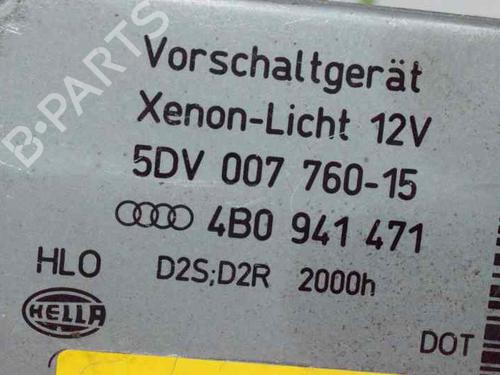 B-PARTS
Vorschaltgerät
Xenon-Licht 12V
5DV 007 760-15
4B0 941 471
HLO D2S;D2R 2000h
HELLA
DOT